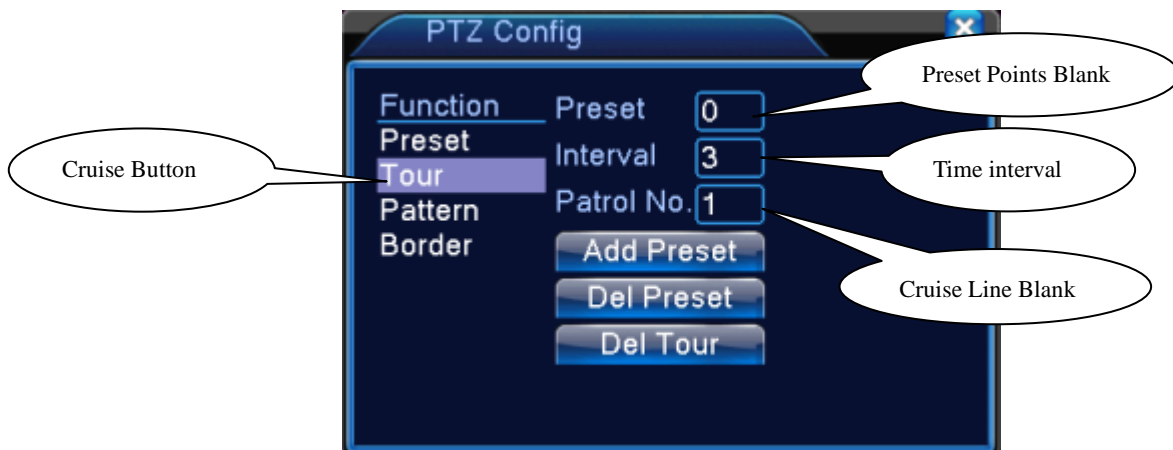 PTZ Config
Preset Points Blank
Function
Preset 0
Preset
Cruise Button
Interval 3
Time interval
Tour
Patrol No. 1
Pattern
Border
Add Preset
Cruise Line Blank
Del Preset
Del Tour